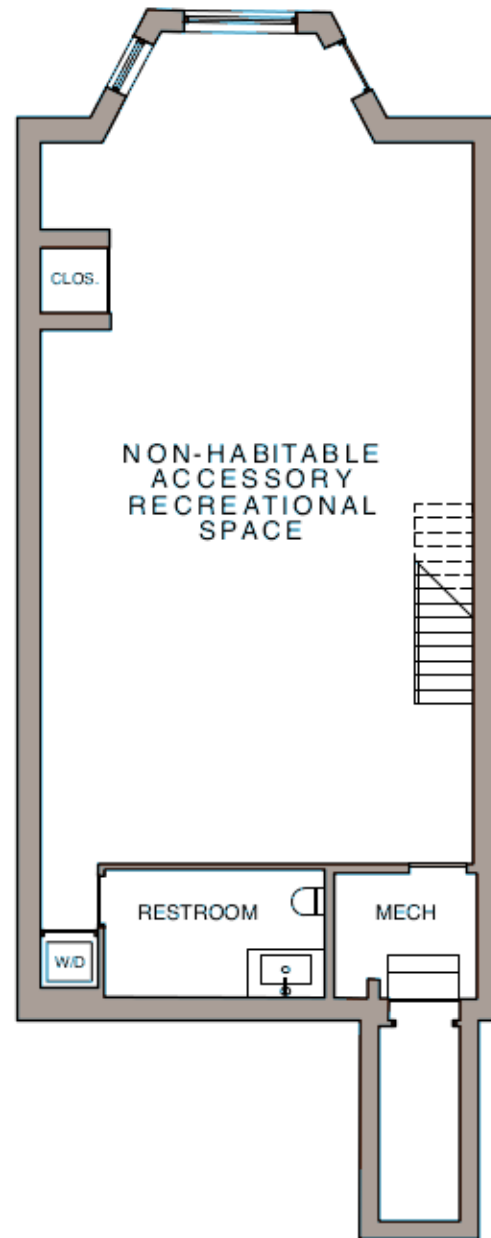 CLOS.
NON-HABITABLE
ACCESSORY
RECREATIONAL
SPACE
RESTROOM
MECH
W/D